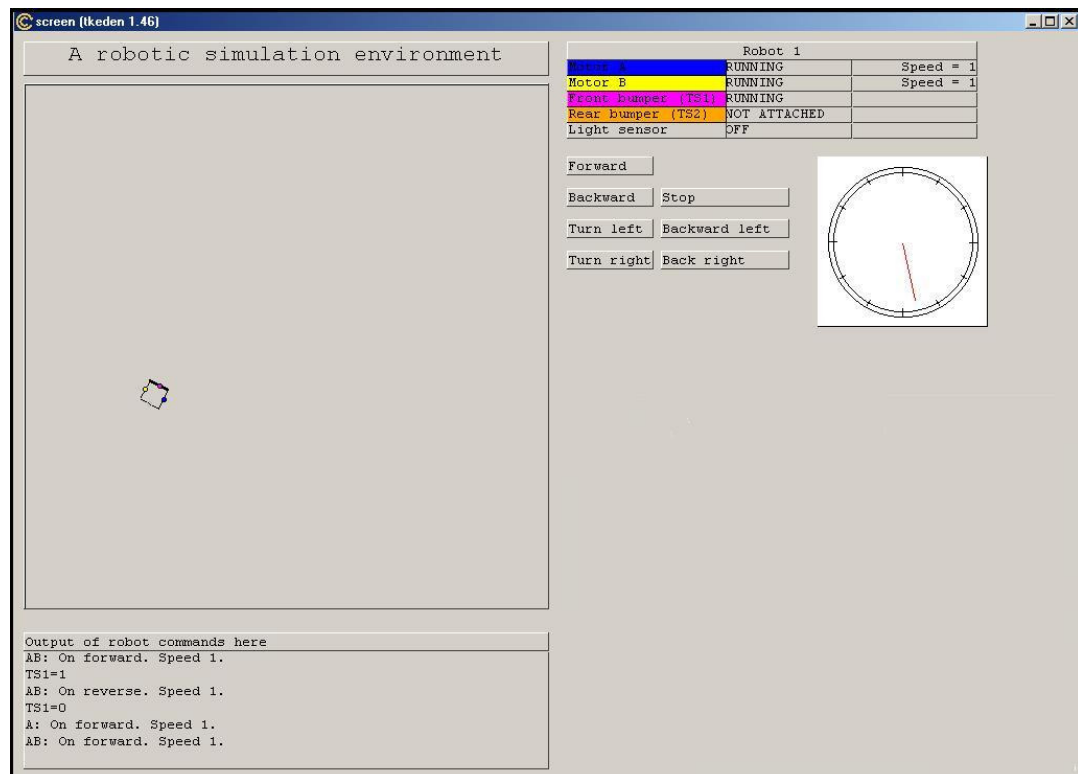 screen (tkeden 1.46)
A robotic simulation environment
Robot 1
Motor A RUNNING Speed = 1
Motor B RUNNING Speed = 1
Front bumper (TS1) RUNNING
Rear bumper (TS2) NOT ATTACHED
Light sensor OFF
Forward
Backward Stop
Turn left Backward left
Turn right Back right
Output of robot commands here
AB: On forward. Speed 1.
TS1=1
AB: On reverse. Speed 1.
TS1=0
A: On forward. Speed 1.
AB: On forward. Speed 1.